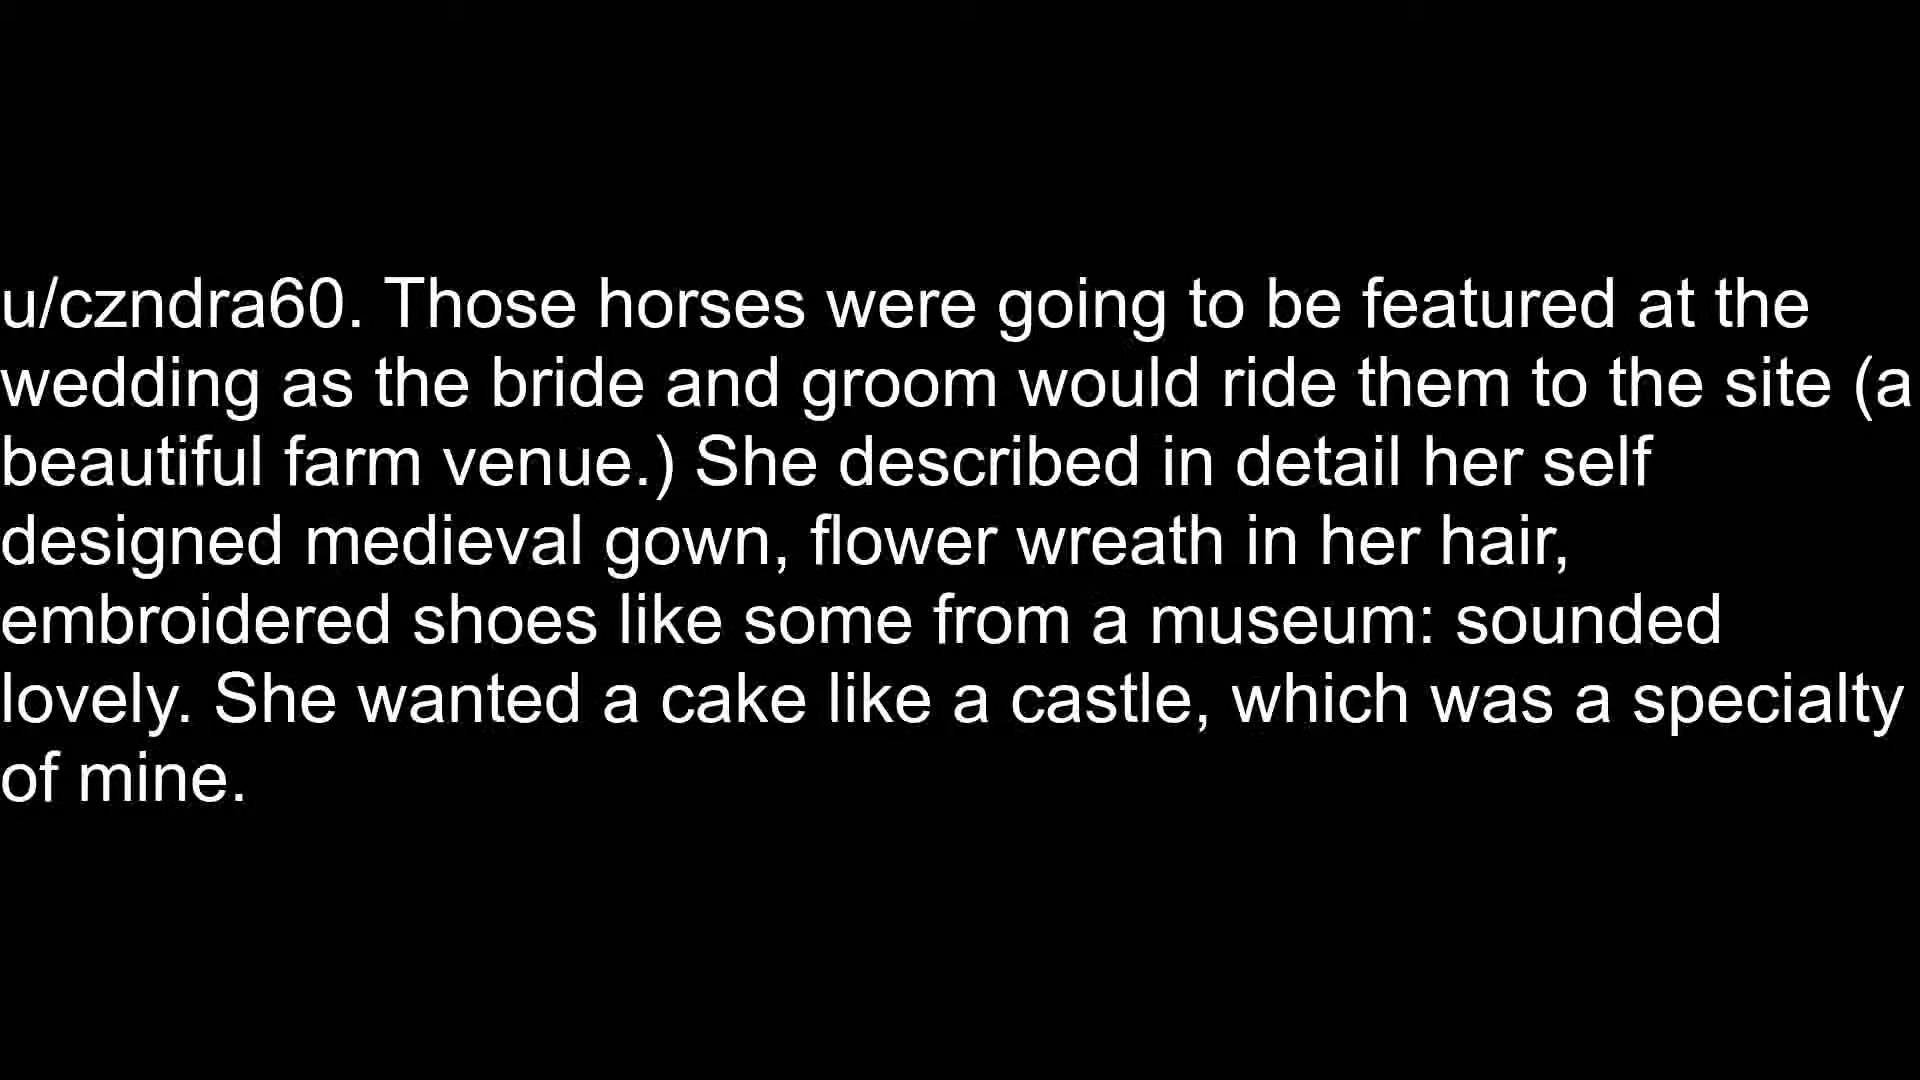 u/czndra60. Those horses were going to be featured at the
wedding as the bride and groom would ride them to the site (a
beautiful farm venue.) She described in detail her self
designed medieval gown, flower wreath in her hair,
embroidered shoes like some from a museum: sounded
lovely. She wanted a cake like a castle, which was a specialty
of mine.